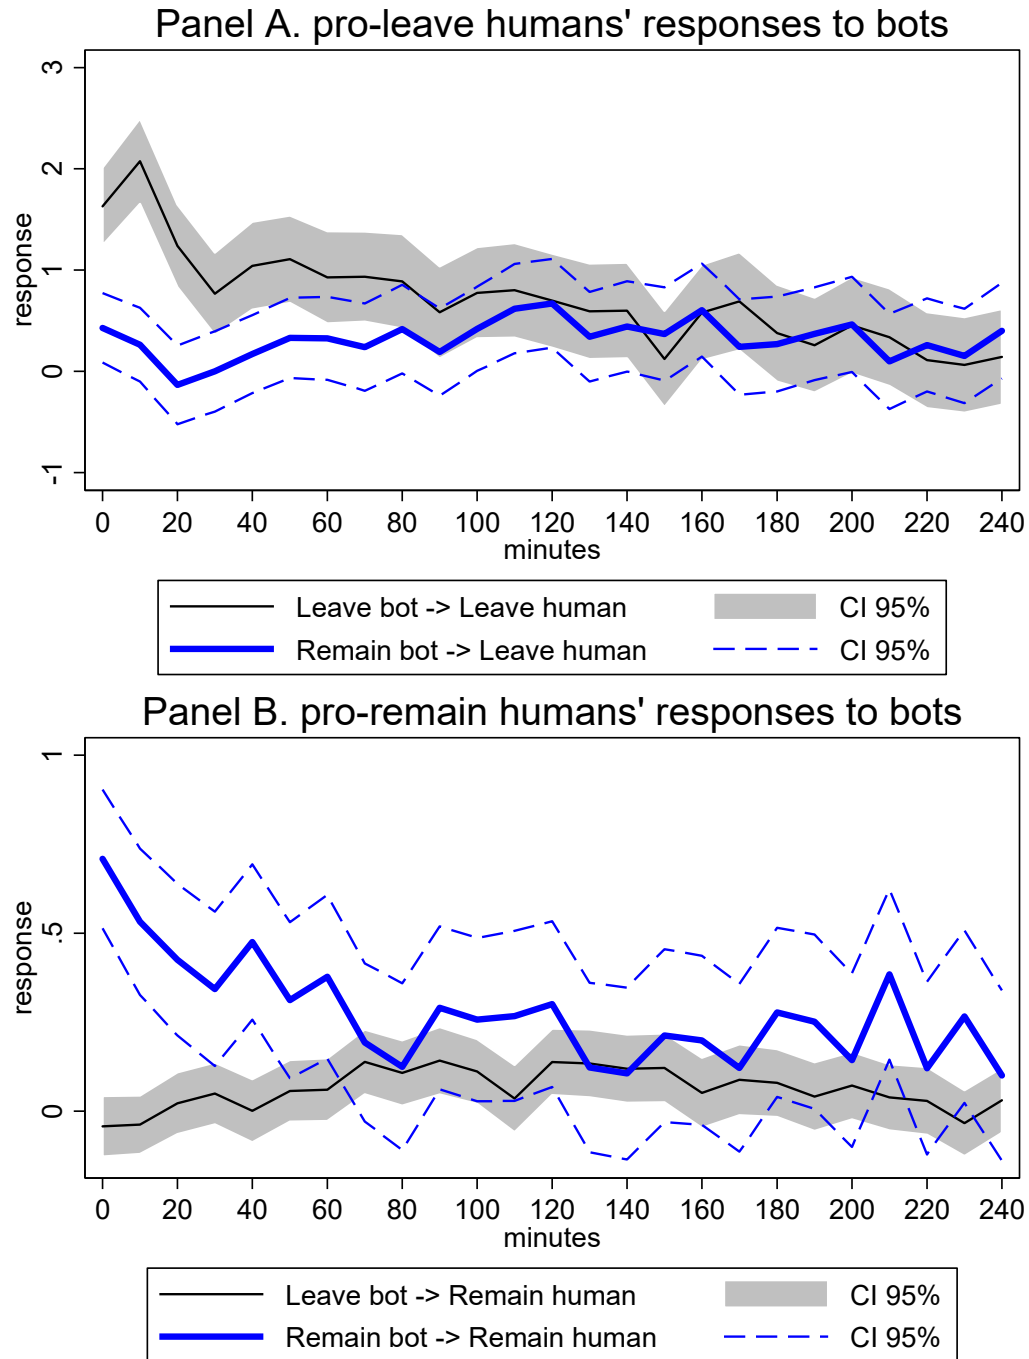 Panel A. pro-leave humans' responses to bots
3
2
1
0
-1
response
0 20 40 60 80 100 120 140 160 180 200 220 240
minutes
Leave bot -> Leave human CI 95%
Remain bot -> Leave human CI 95%
Panel B. pro-remain humans' responses to bots
1
.5
0
response
0 20 40 60 80 100 120 140 160 180 200 220 240
minutes
Leave bot -> Remain human CI 95%
Remain bot -> Remain human CI 95%